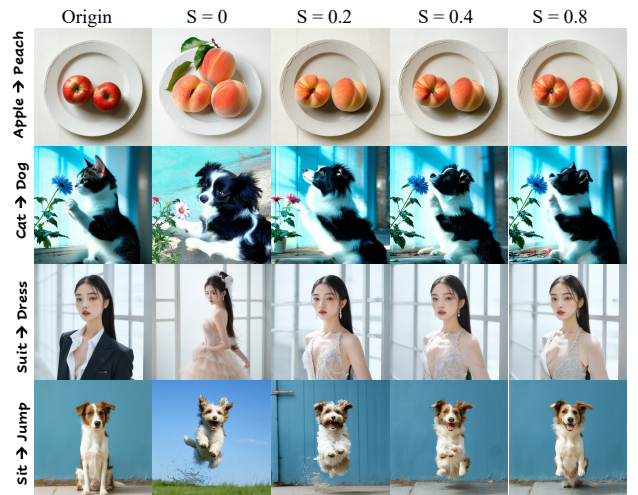 Origin S = 0 S = 0.2 S = 0.4 S = 0.8
Apple → Peach
Cat → Dog
Suit → Dress
Sit → Jump